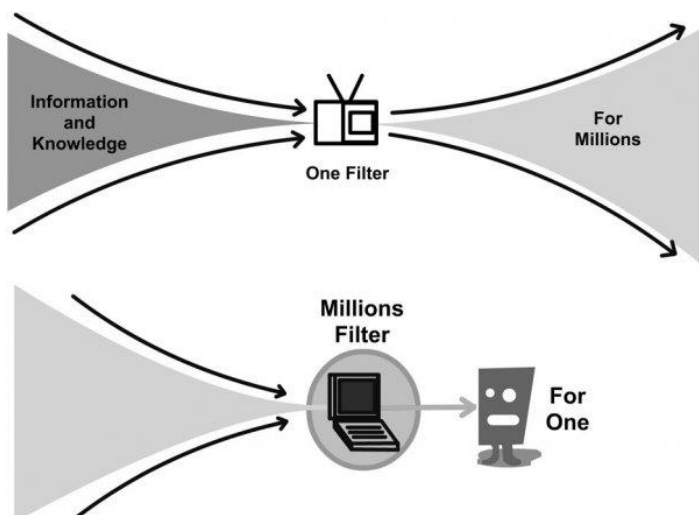 Information
and
Knowledge
One Filter
For
Millions
Millions
Filter
For
One